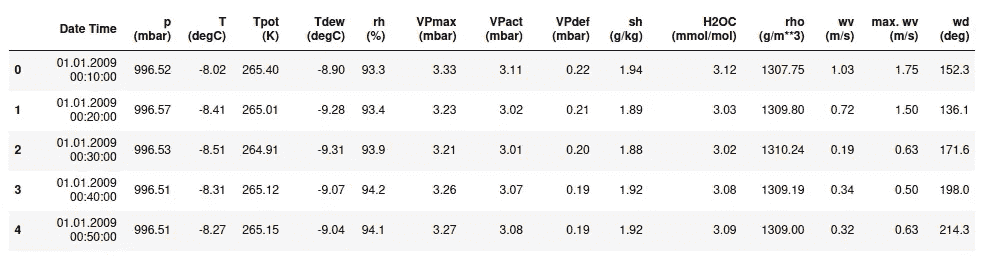 Date Time p (mbar) T (degC) Tpot (K) Tdew (degC) rh (%) VPmax (mbar) VPact (mbar) VPdef (mbar) sh (g/kg) H2OC (mmol/mol) rho (g/m**3) wv (m/s) max. wv (m/s) wd (deg)
0 01.01.2009 00:10:00 996.52 -8.02 265.40 -8.90 93.3 3.33 3.11 0.22 1.94 3.12 1307.75 1.03 1.75 152.3
1 01.01.2009 00:20:00 996.57 -8.41 265.01 -9.28 93.4 3.23 3.02 0.21 1.89 3.03 1309.80 0.72 1.50 136.1
2 01.01.2009 00:30:00 996.53 -8.51 264.91 -9.31 93.9 3.21 3.01 0.20 1.88 3.02 1310.24 0.19 0.63 171.6
3 01.01.2009 00:40:00 996.51 -8.31 265.12 -9.07 94.2 3.26 3.07 0.19 1.92 3.08 1309.19 0.34 0.50 198.0
4 01.01.2009 00:50:00 996.51 -8.27 265.15 -9.04 94.1 3.27 3.08 0.19 1.92 3.09 1309.00 0.32 0.63 214.3